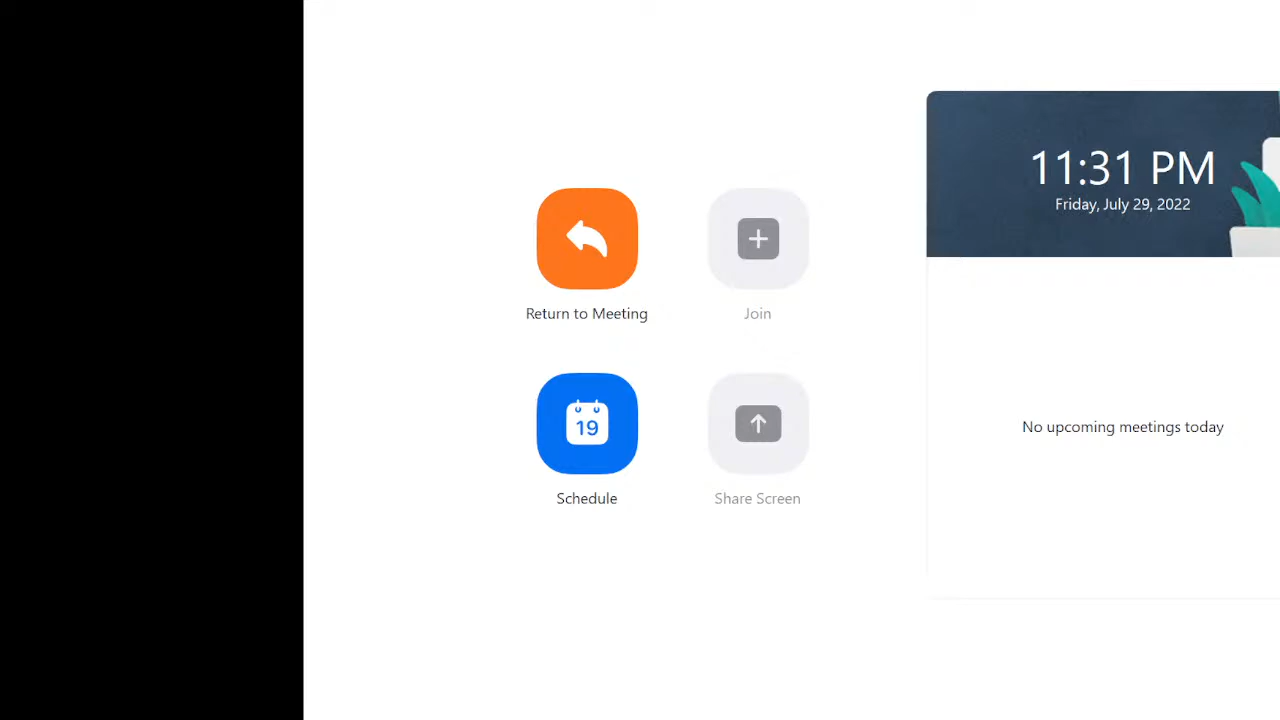 11:31 PM
Friday, July 29, 2022
Return to Meeting
Join
19
Schedule
Share Screen
No upcoming meetings today